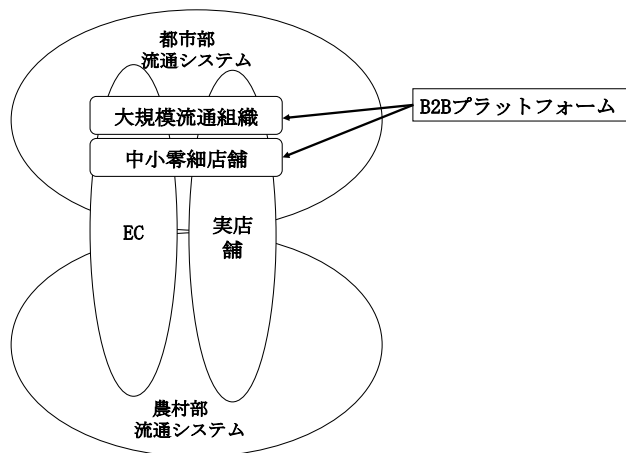 都市部
流通システム
大規模流通組織
B2Bプラットフォーム
中小零細店舗
EC
実店
舗
農村部
流通システム